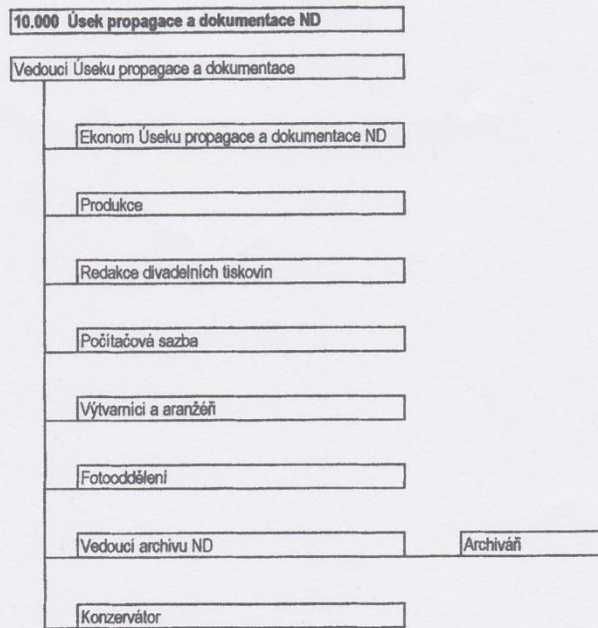 10.000 Úsek propagace a dokumentace ND
Vedoucí Úseku propagace a dokumentace
Ekonom Úseku propagace a dokumentace ND
Produkce
Redakce divadelních tiskovin
Počítačová sazba
Výtvarníci a aranžéři
Fotooddělení
Vedoucí archivu ND
Archiváři
Konzervátor